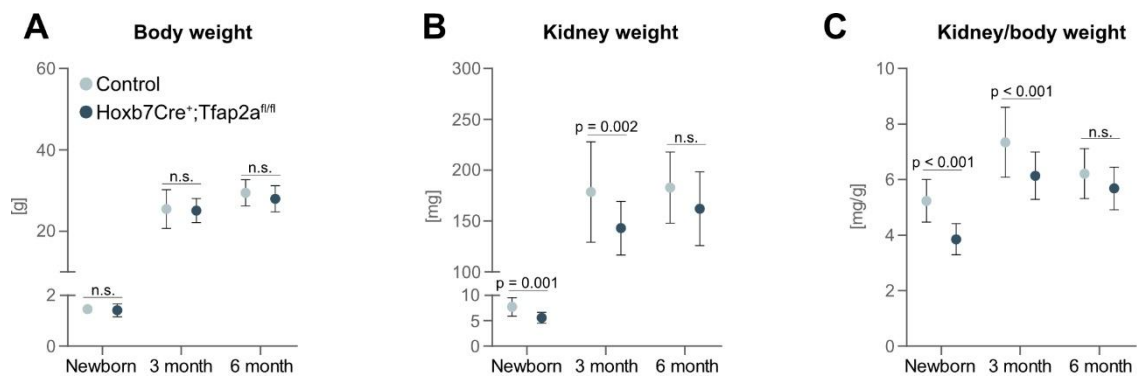 A
Body weight
60
40
20
2
0
[g]
Control
Hoxb7Cre⁺;Tfap2a^fl/fl
n.s.
n.s.
n.s.
Newborn 3 month 6 month
B
Kidney weight
300
250
200
150
100
10
5
0
[mg]
p = 0.001
p = 0.002
n.s.
Newborn 3 month 6 month
C
Kidney/body weight
10
8
6
4
2
0
[mg/g]
p < 0.001
p < 0.001
n.s.
Newborn 3 month 6 month